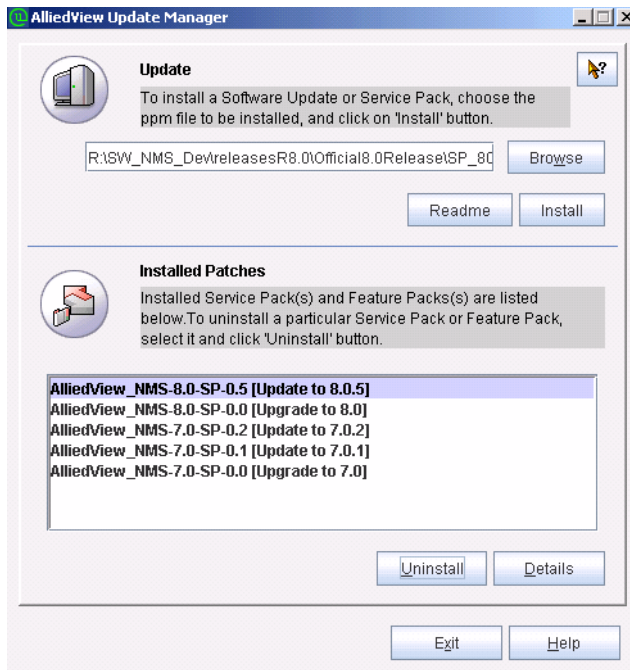 AlliedView Update Manager
Update
To install a Software Update or Service Pack, choose the
ppm file to be installed, and click on 'Install' button.
R:\SW_NMS_Dev\releasesR8.0\Official8.0Release\SP_80
Browse
Readme
Install
Installed Patches
Installed Service Pack(s) and Feature Packs(s) are listed
below.To uninstall a particular Service Pack or Feature Pack,
select it and click 'Uninstall' button.
AlliedView_NMS-8.0-SP-0.5 [Update to 8.0.5]
AlliedView_NMS-8.0-SP-0.0 [Upgrade to 8.0]
AlliedView_NMS-7.0-SP-0.2 [Update to 7.0.2]
AlliedView_NMS-7.0-SP-0.1 [Update to 7.0.1]
AlliedView_NMS-7.0-SP-0.0 [Upgrade to 7.0]
Uninstall
Details
Exit
Help